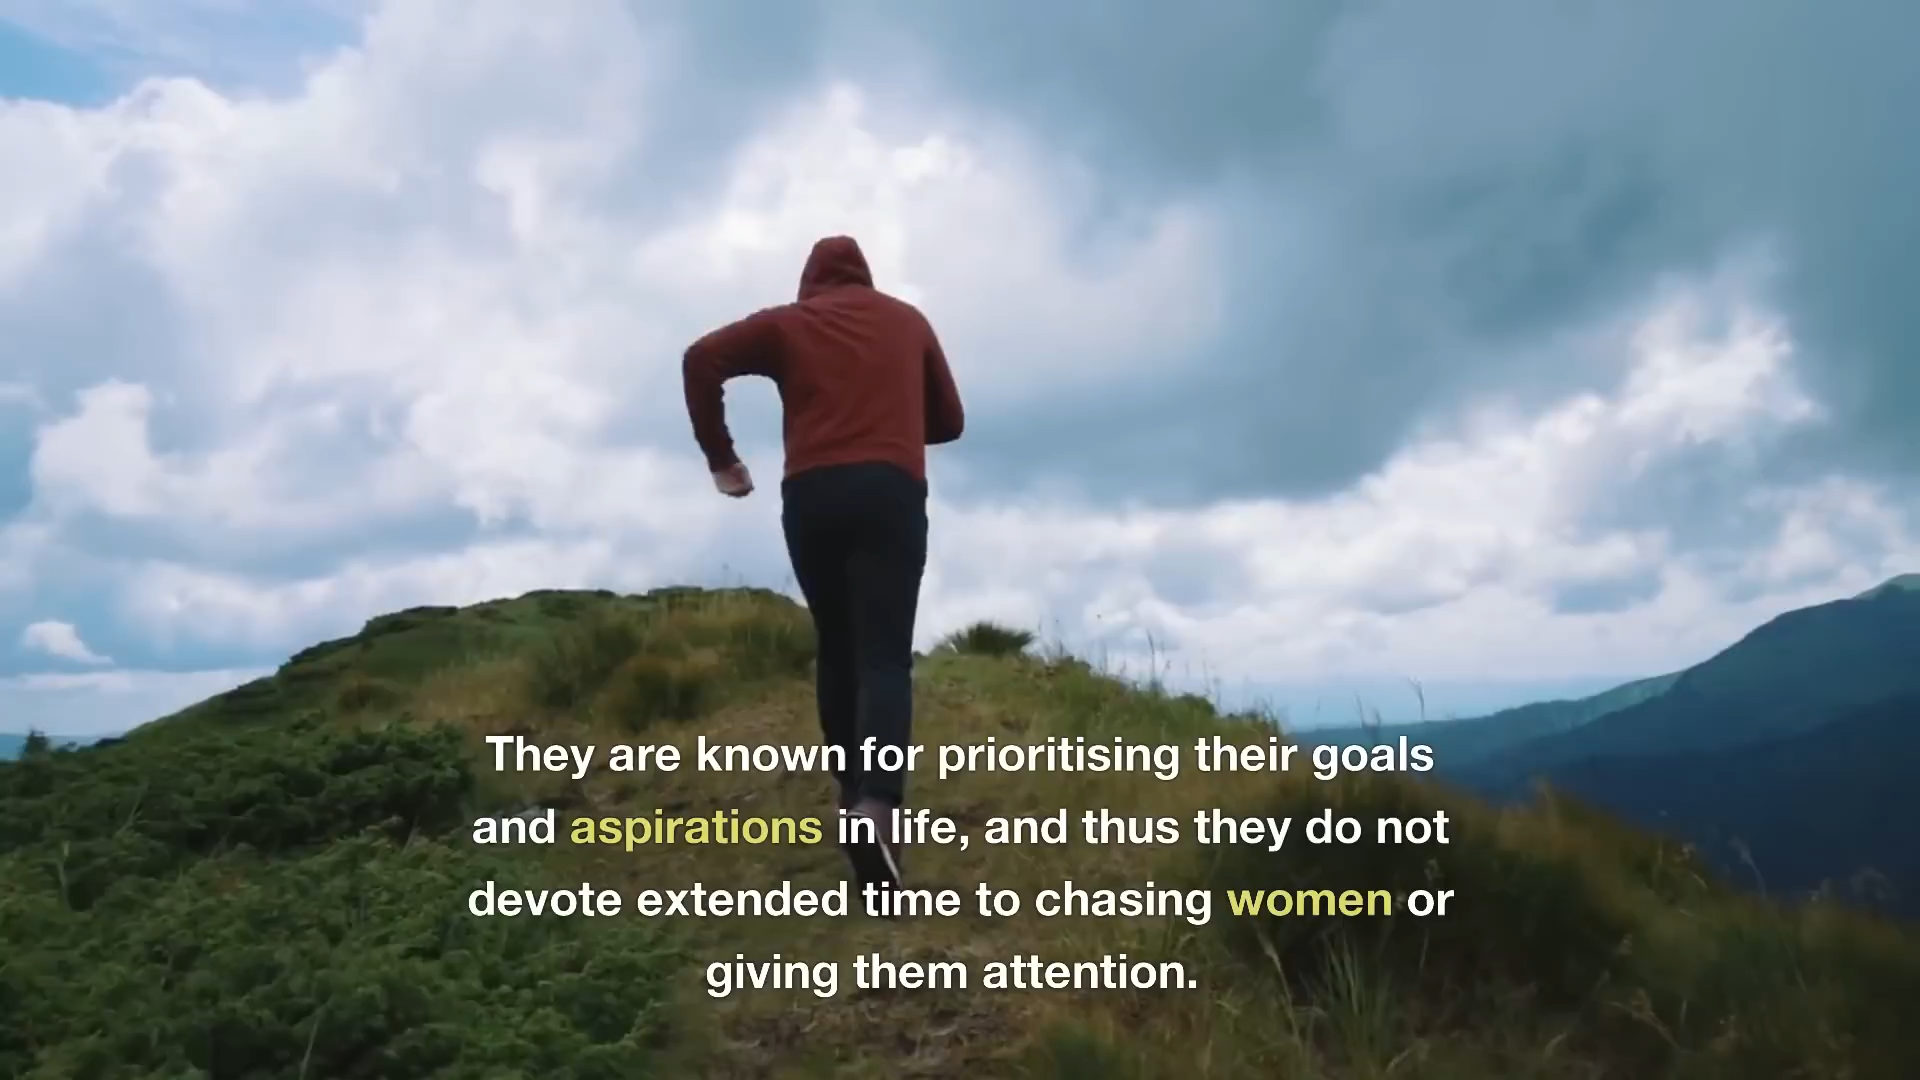 They are known for prioritising their goals
and aspirations in life, and thus they do not
devote extended time to chasing women or
giving them attention.